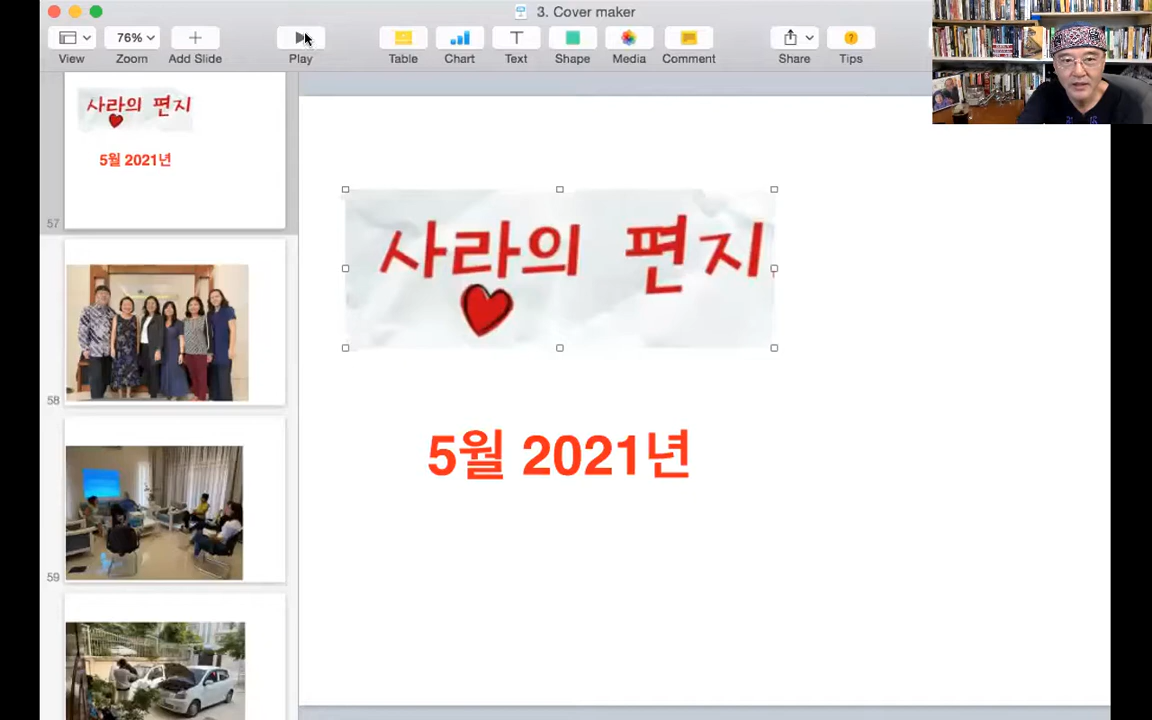 3. Cover maker
76%
View
Zoom
Add Slide
Play
Table
Chart
Text
Shape
Media
Comment
Share
Tips
사라의 편지
5월 2021년
57
58
59
사라의 편지
5월 2021년